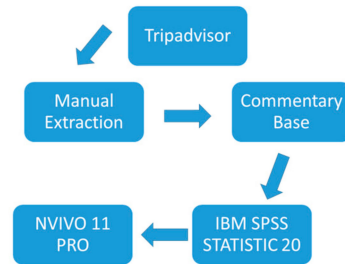 Tripadvisor
Manual
Extraction
Commentary
Base
IBM SPSS
STATISTIC 20
NVIVO 11
PRO